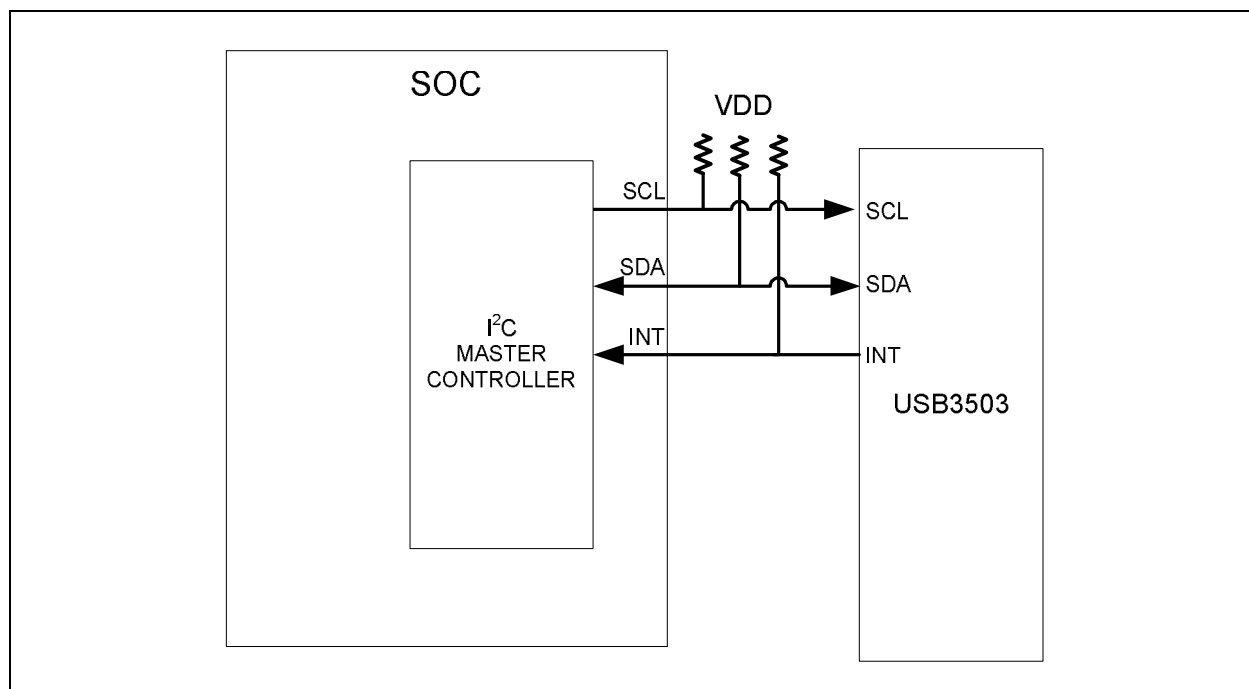 SOC
VDD
SCL
SCL
SDA
SDA
I²C
MASTER
CONTROLLER
INT
INT
USB3503